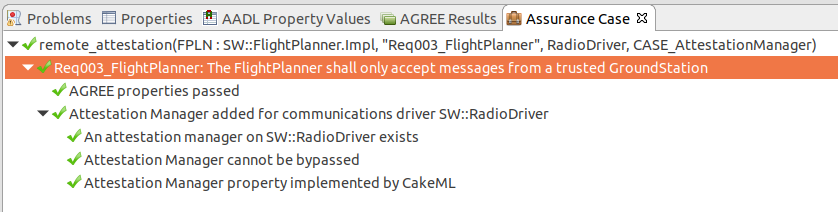 Problems Properties AADL Property Values AGREE Results Assurance Case
remote_attestation(FPLN : SW::FlightPlanner.Impl, "Req003_FlightPlanner", RadioDriver, CASE_AttestationManager)
Req003_FlightPlanner: The FlightPlanner shall only accept messages from a trusted GroundStation
AGREE properties passed
Attestation Manager added for communications driver SW::RadioDriver
An attestation manager on SW::RadioDriver exists
Attestation Manager cannot be bypassed
Attestation Manager property implemented by CakeML